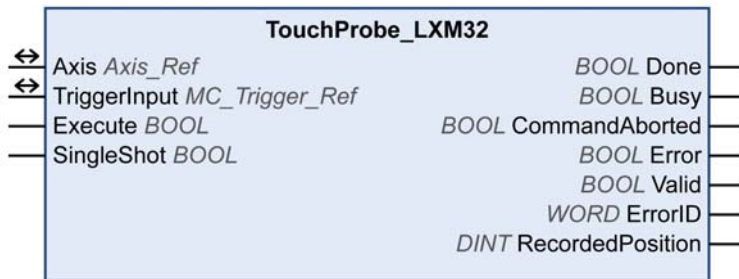 TouchProbe_LXM32
Axis Axis_Ref BOOL Done
TriggerInput MC_Trigger_Ref BOOL Busy
Execute BOOL BOOL CommandAborted
SingleShot BOOL BOOL Error
BOOL Valid
WORD ErrorID
DINT RecordedPosition